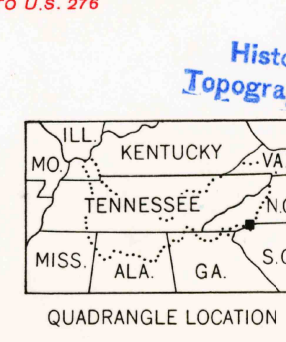 TO U.S. 276
Histo
Topogra
ILL.
MO.
KENTUCKY
VA
TENNESSEE
N.C
MISS.
ALA.
GA.
S.C
QUADRANGLE LOCATION